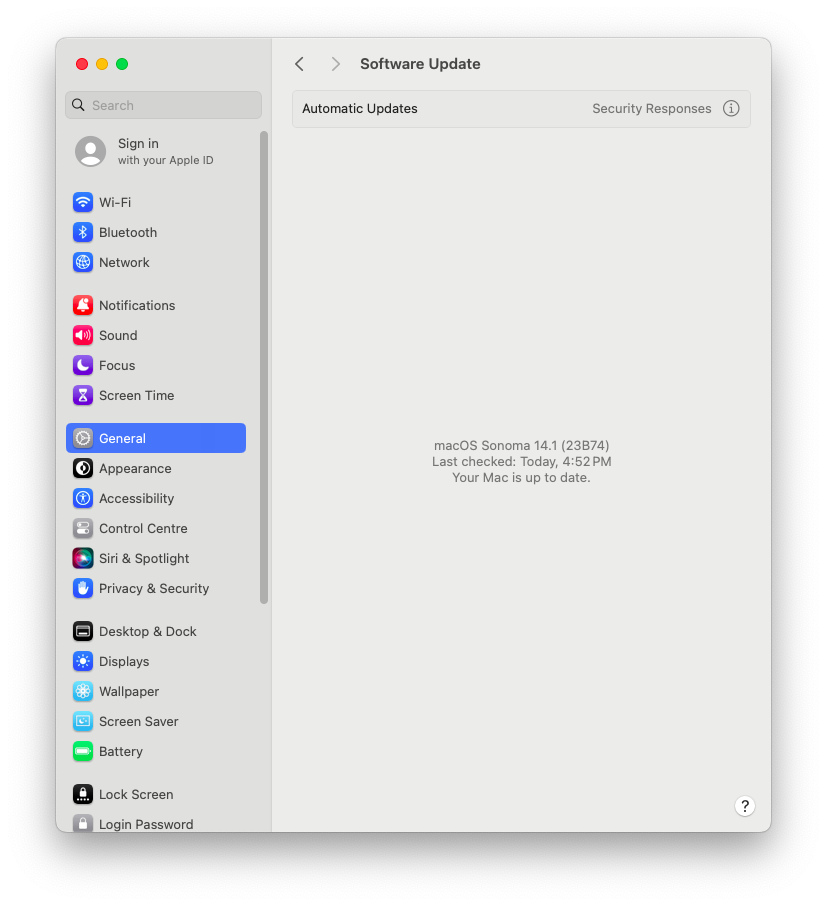 Software Update
Search
Automatic Updates
Security Responses
Sign in
with your Apple ID
Wi-Fi
Bluetooth
Network
Notifications
Sound
Focus
Screen Time
General
Appearance
Accessibility
Control Centre
Siri & Spotlight
Privacy & Security
Desktop & Dock
Displays
Wallpaper
Screen Saver
Battery
Lock Screen
Login Password
macOS Sonoma 14.1 (23B74)
Last checked: Today, 4:52 PM
Your Mac is up to date.
?